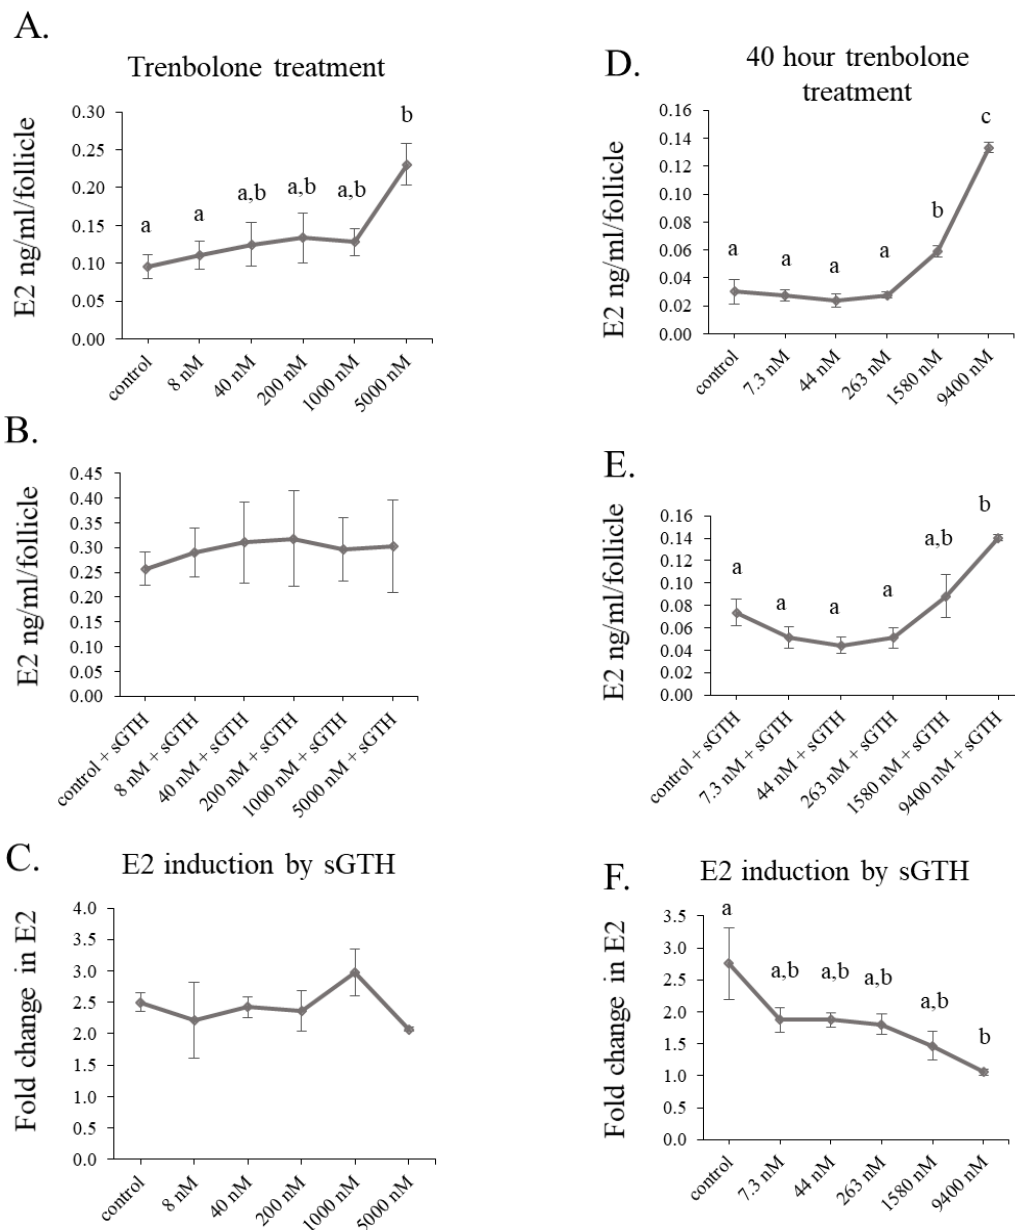 A.
Trenbolone treatment
E2 ng/ml/follicle
0.30
0.25
0.20
0.15
0.10
0.05
0.00
a
a
a,b
a,b
a,b
b
control
8 nM
40 nM
200 nM
1000 nM
5000 nM
B.
E2 ng/ml/follicle
0.45
0.40
0.35
0.30
0.25
0.20
0.15
0.10
0.05
0.00
control + sGTH
8 nM + sGTH
40 nM + sGTH
200 nM + sGTH
1000 nM + sGTH
5000 nM + sGTH
C.
E2 induction by sGTH
Fold change in E2
4.0
3.5
3.0
2.5
2.0
1.5
1.0
0.5
0.0
control
8 nM
40 nM
200 nM
1000 nM
5000 nM
D.
40 hour trenbolone
treatment
E2 ng/ml/follicle
0.16
0.14
0.12
0.10
0.08
0.06
0.04
0.02
0.00
a
a
a
a
b
c
control
7.3 nM
44 nM
263 nM
1580 nM
9400 nM
E.
E2 ng/ml/follicle
0.16
0.14
0.12
0.10
0.08
0.06
0.04
0.02
0.00
a
a
a
a
a,b
b
control + sGTH
7.3 nM + sGTH
44 nM + sGTH
263 nM + sGTH
1580 nM + sGTH
9400 nM + sGTH
F.
E2 induction by sGTH
Fold change in E2
3.5
3.0
2.5
2.0
1.5
1.0
0.5
0.0
a
a,b
a,b
a,b
a,b
b
control
7.3 nM
44 nM
263 nM
1580 nM
9400 nM